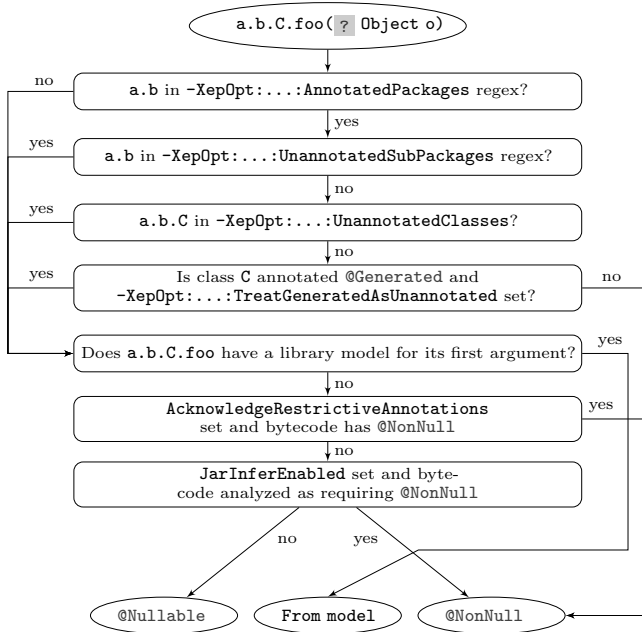 a.b.C.foo( ? Object o)
no
a.b in -XepOpt:...:AnnotatedPackages regex?
yes
yes
a.b in -XepOpt:...:UnannotatedSubPackages regex?
no
yes
a.b.C in -XepOpt:...:UnannotatedClasses?
no
yes
Is class C annotated @Generated and
-XepOpt:...:TreatGeneratedAsUnannotated set?
no
Does a.b.C.foo have a library model for its first argument?
yes
no
AcknowledgeRestrictiveAnnotations
set and bytecode has @NonNull
yes
no
JarInferEnabled set and byte-
code analyzed as requiring @NonNull
no
yes
@Nullable
From model
@NonNull